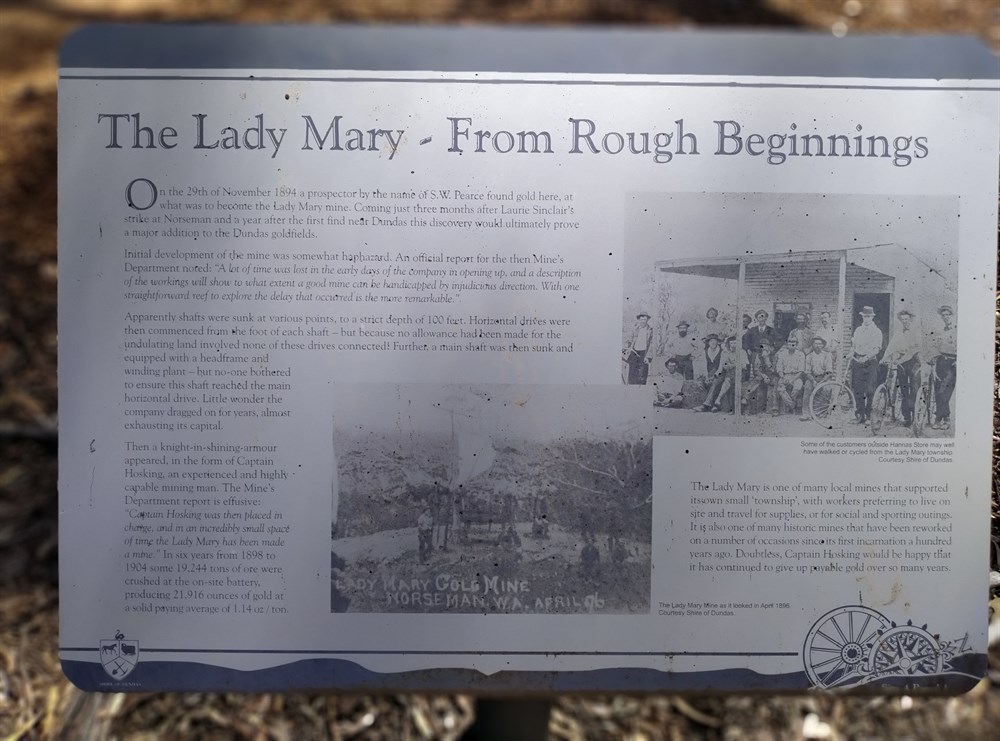 The Lady Mary - From Rough Beginnings
On the 29th of November 1894 a prospector by the name of S.W. Pearce found gold here, at
what was to become the Lady Mary mine. Coming just three months after Laurie Sinclair's
strike at Norseman and a year after the first find near Dundas this discovery would ultimately prove
a major addition to the Dundas goldfields.
Initial development of the mine was somewhat haphazard. An official report for the then Mine's
Department noted: "A lot of time was lost in the early days of the company in opening up, and a description
of the workings will show to what extent a good mine can be handicapped by injudicious direction. With one
straightforward reef to explore the delay that occurred is the more remarkable.".
Apparently shafts were sunk at various points, to a strict depth of 100 feet. Horizontal drives were
then commenced from the foot of each shaft – but because no allowance had been made for the
undulating land involved none of these drives connected! Further, a main shaft was then sunk and
equipped with a headframe and
winding plant – but no-one bothered
to ensure this shaft reached the main
horizontal drive. Little wonder the
company dragged on for years, almost
exhausting its capital.
Then a knight-in-shining-armour
appeared, in the form of Captain
Hosking, an experienced and highly
capable mining man. The Mine's
Department report is effusive:
"Captain Hosking was then placed in
charge, and in an incredibly small space
of time the Lady Mary has been made
a mine." In six years from 1898 to
1904 some 19,244 tons of ore were
crushed at the on-site battery,
producing 21,916 ounces of gold at
a solid paying average of 1.14 oz / ton.
LADY MARY GOLD MINE
NORSEMAN, W.A. APRIL 96
Some of the customers outside Hannas Store may well
have walked or cycled from the Lady Mary township.
Courtesy Shire of Dundas
The Lady Mary is one of many local mines that supported
itsown small 'township', with workers preferring to live on
site and travel for supplies, or for social and sporting outings.
It is also one of many historic mines that have been reworked
on a number of occasions since its first incarnation a hundred
years ago. Doubtless, Captain Hosking would be happy that
it has continued to give up payable gold over so many years.
The Lady Mary Mine as it looked in April 1896.
Courtesy Shire of Dundas.